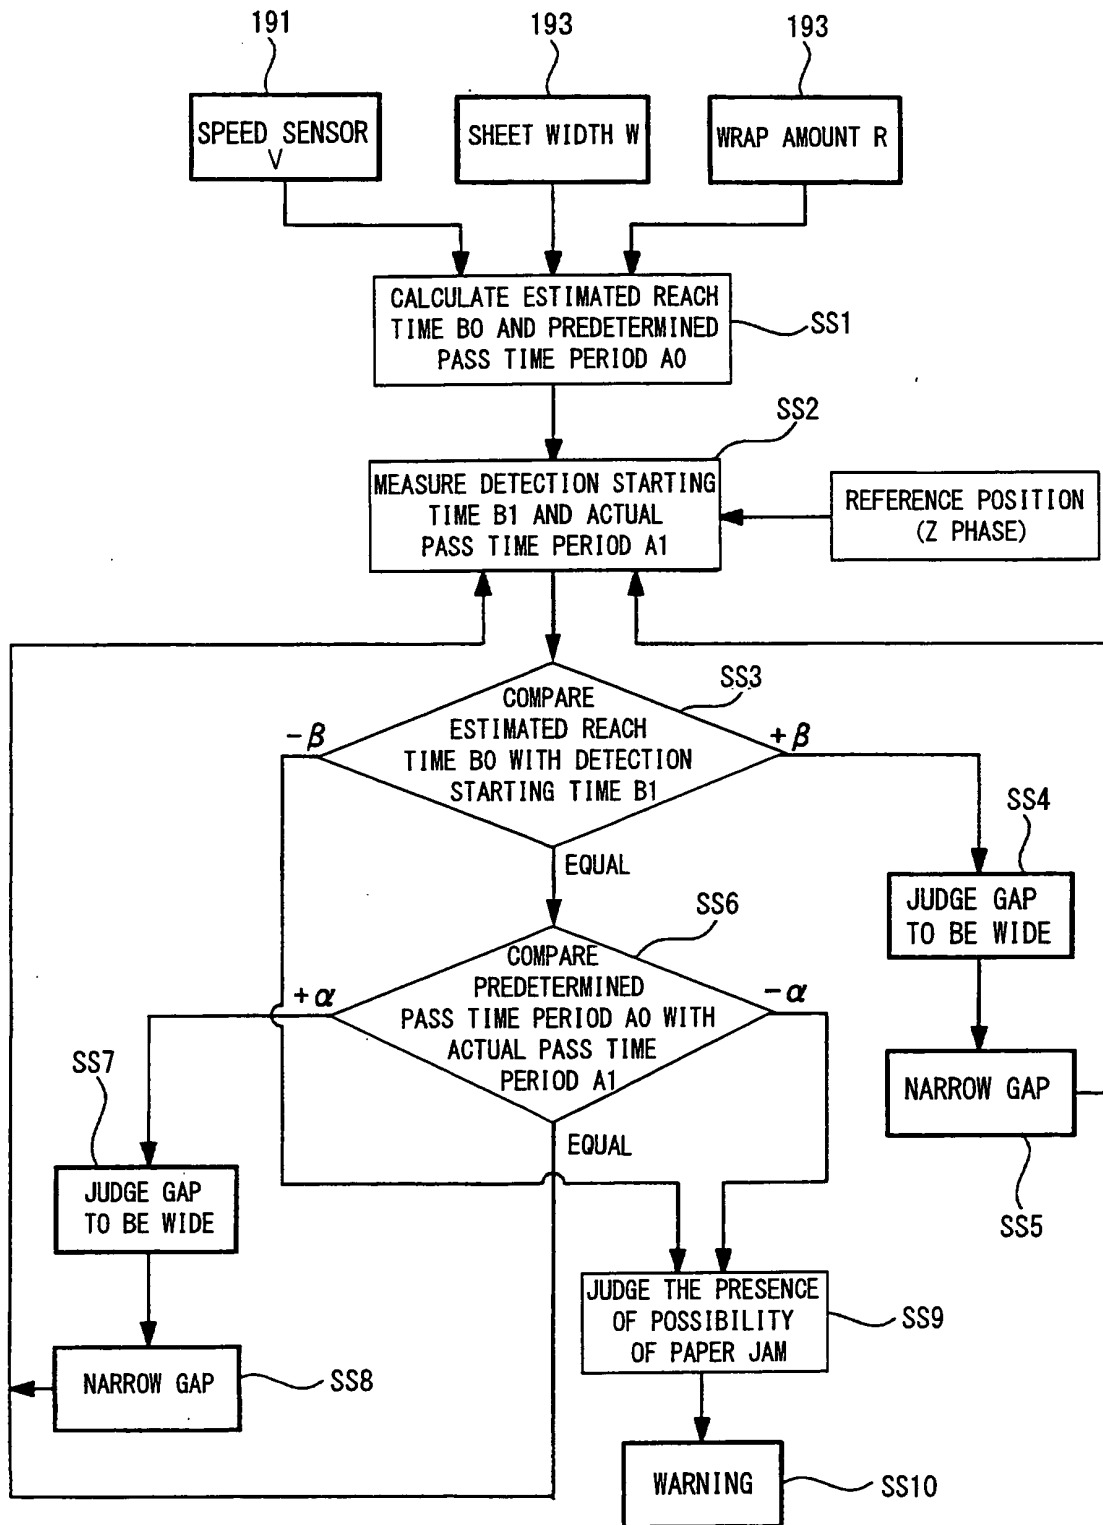 191
193
193
SPEED SENSOR
V
SHEET WIDTH W
WRAP AMOUNT R
CALCULATE ESTIMATED REACH
TIME B0 AND PREDETERMINED
PASS TIME PERIOD A0
SS1
SS2
MEASURE DETECTION STARTING
TIME B1 AND ACTUAL
PASS TIME PERIOD A1
REFERENCE POSITION
(Z PHASE)
SS3
COMPARE
ESTIMATED REACH
TIME B0 WITH DETECTION
STARTING TIME B1
-β
+β
EQUAL
SS4
JUDGE GAP
TO BE WIDE
SS6
COMPARE
PREDETERMINED
PASS TIME PERIOD A0 WITH
ACTUAL PASS TIME
PERIOD A1
+α
-α
EQUAL
NARROW GAP
SS5
SS7
JUDGE GAP
TO BE WIDE
NARROW GAP
SS8
JUDGE THE PRESENCE
OF POSSIBILITY
OF PAPER JAM
SS9
WARNING
SS10